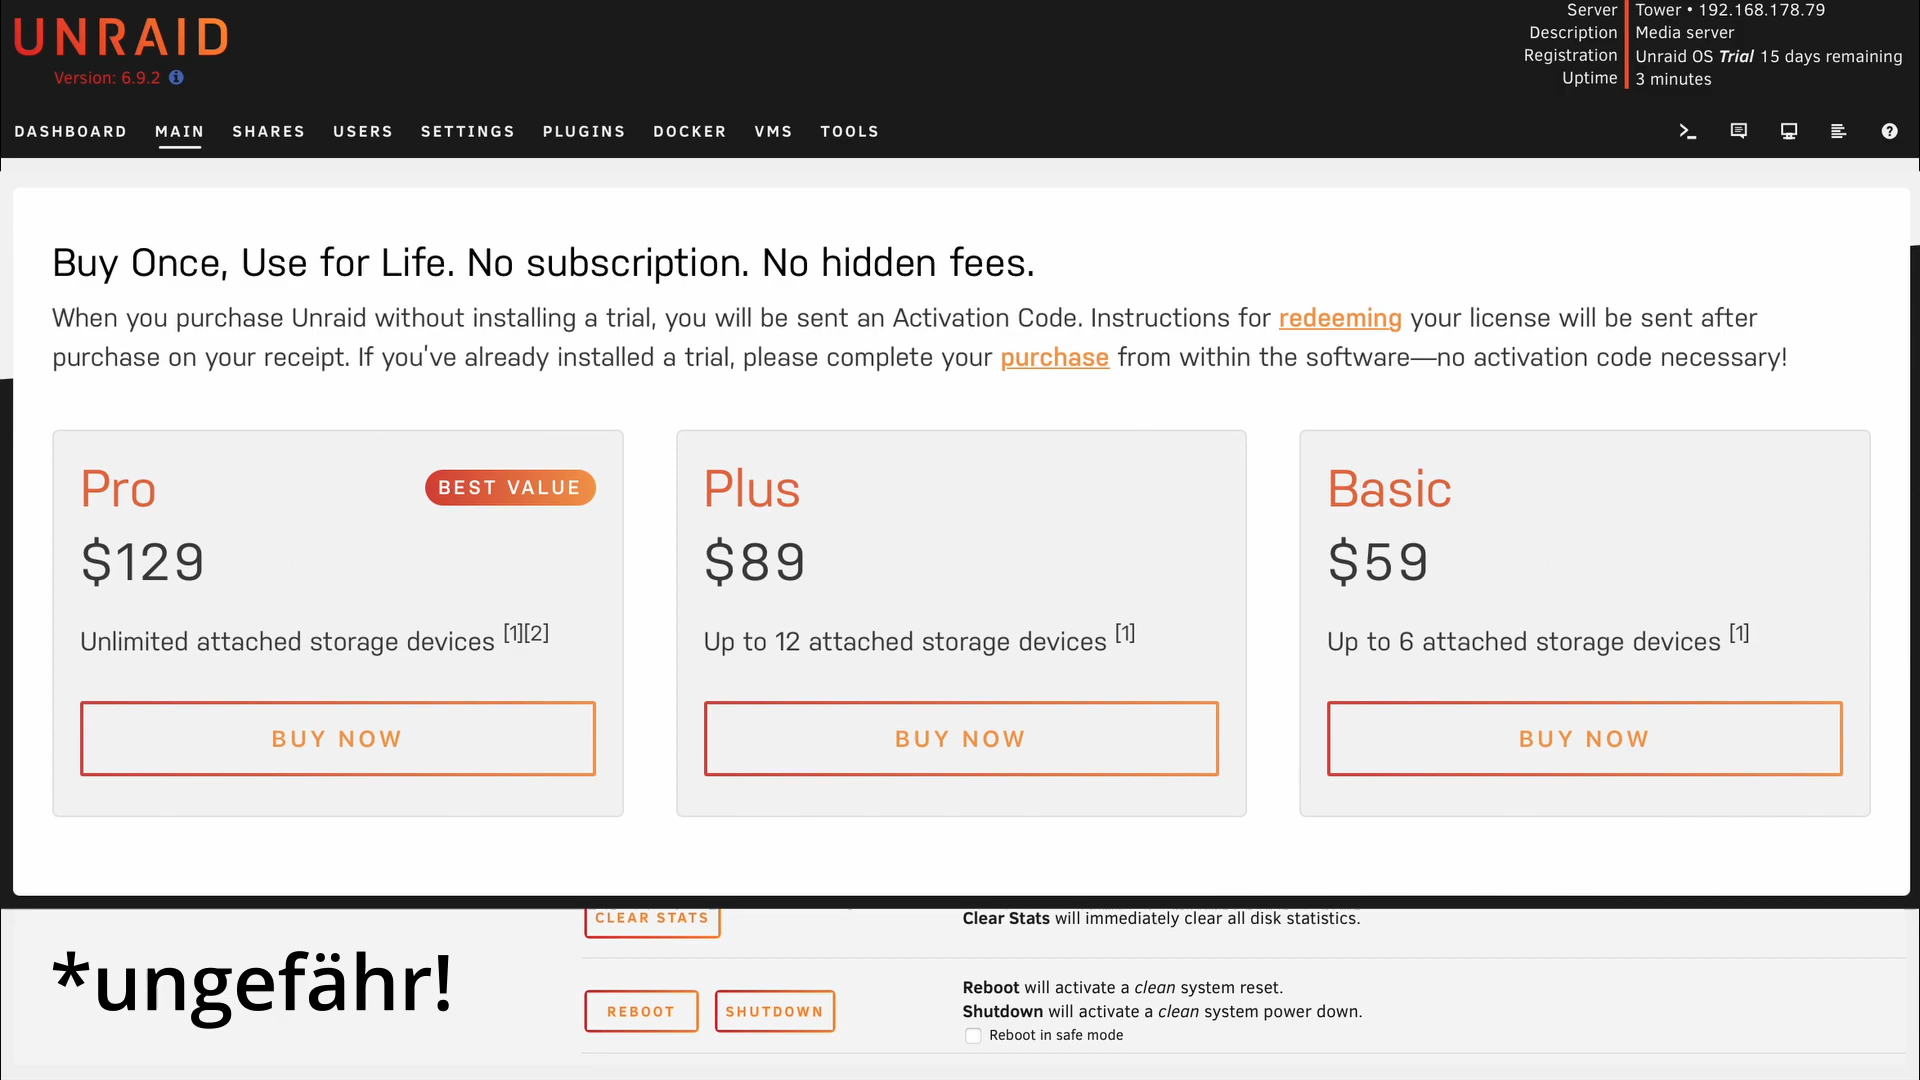 UNRAID
Version: 6.9.2
Server Tower • 192.168.178.79
Description Media server
Registration Unraid OS Trial 15 days remaining
Uptime 3 minutes
DASHBOARD MAIN SHARES USERS SETTINGS PLUGINS DOCKER VMS TOOLS
Buy Once, Use for Life. No subscription. No hidden fees.
When you purchase Unraid without installing a trial, you will be sent an Activation Code. Instructions for redeeming your license will be sent after
purchase on your receipt. If you've already installed a trial, please complete your purchase from within the software—no activation code necessary!
Pro BEST VALUE
$129
Unlimited attached storage devices [1][2]
BUY NOW
Plus
$89
Up to 12 attached storage devices [1]
BUY NOW
Basic
$59
Up to 6 attached storage devices [1]
BUY NOW
CLEAR STATS Clear Stats will immediately clear all disk statistics.
*ungefähr!
REBOOT SHUTDOWN
Reboot will activate a clean system reset.
Shutdown will activate a clean system power down.
Reboot in safe mode